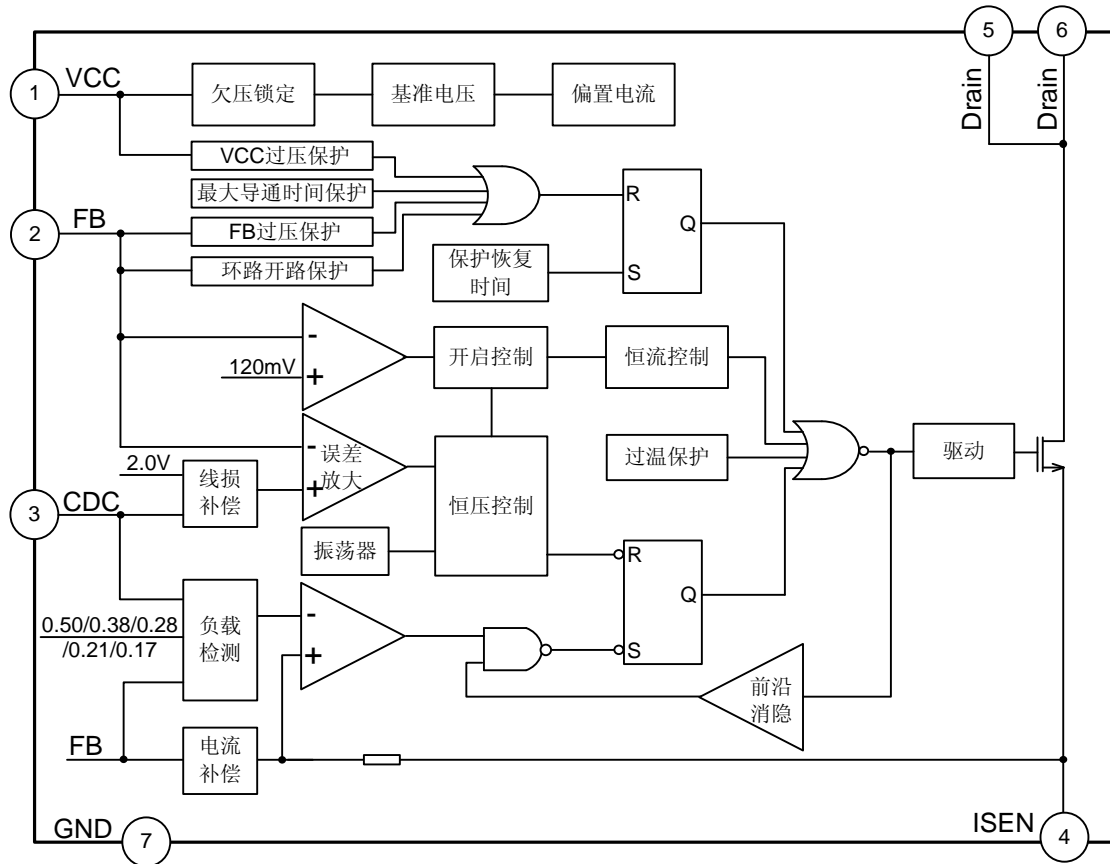 5
6
1
VCC
欠压锁定
基准电压
偏置电流
Drain
Drain
VCC过压保护
最大导通时间保护
R
Q
2
FB
FB过压保护
环路开路保护
保护恢复
时间
S
-
120mV
+
开启控制
恒流控制
-
误差
放大
+
2.0V
线损
补偿
过温保护
驱动
3
CDC
恒压控制
振荡器
R
Q
S
0.50/0.38/0.28
/0.21/0.17
负载
检测
-
+
前沿
消隐
FB
电流
补偿
GND
7
ISEN
4